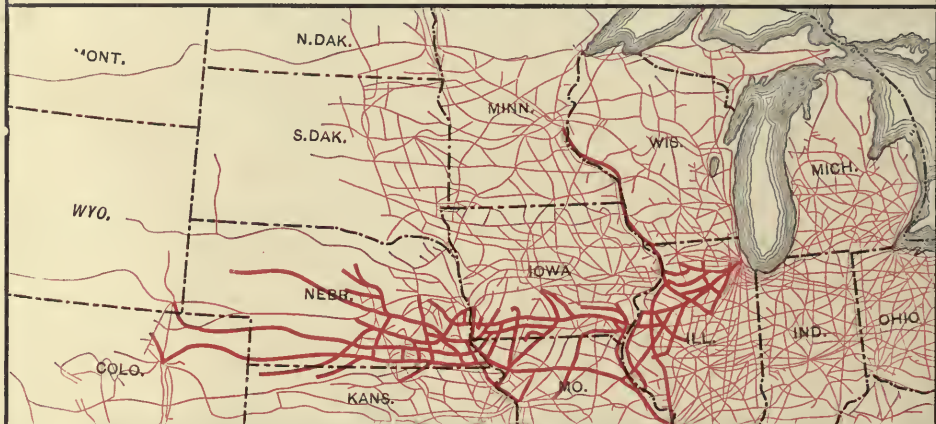 N.DAK.
MONT.
MINN.
S.DAK.
WIS.
MICH.
WYO.
IOWA
NEBR.
ILL.
IND.
OHIO
COLO.
KANS.
MO.